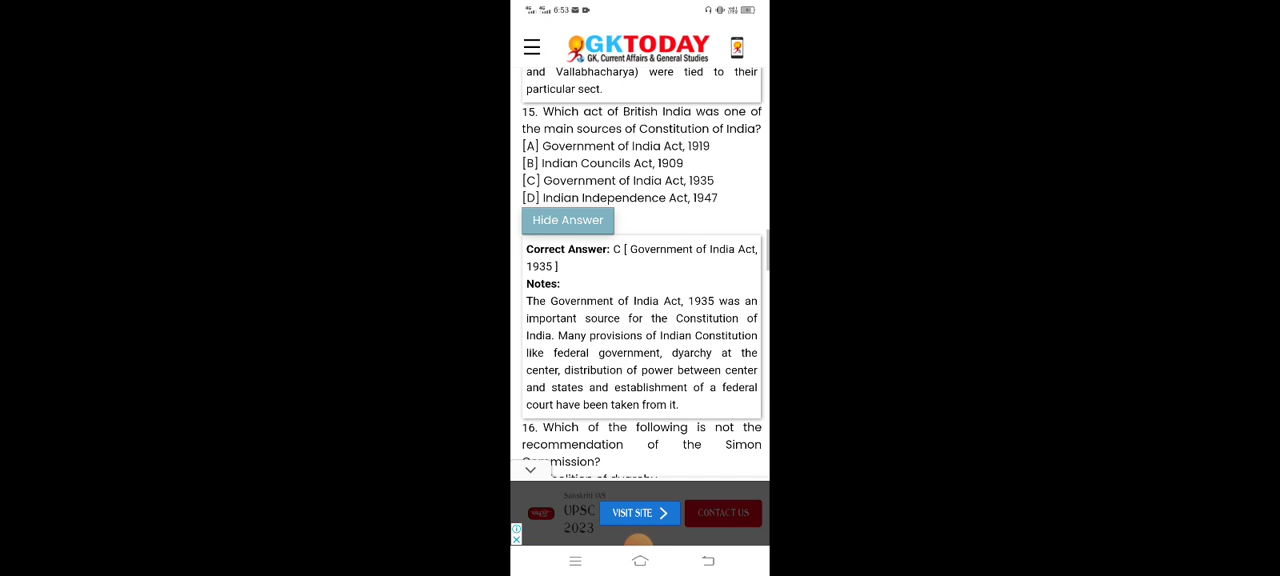 6:53
GKTODAY
GK, Current Affairs & General Studies
and Vallabhacharya) were tied to their
particular sect.
15. Which act of British India was one of
the main sources of Constitution of India?
[A] Government of India Act, 1919
[B] Indian Councils Act, 1909
[C] Government of India Act, 1935
[D] Indian Independence Act, 1947
Hide Answer
Correct Answer: C [ Government of India Act,
1935 ]
Notes:
The Government of India Act, 1935 was an
important source for the Constitution of
India. Many provisions of Indian Constitution
like federal government, dyarchy at the
center, distribution of power between center
and states and establishment of a federal
court have been taken from it.
16. Which of the following is not the
recommendation of the Simon
Commission?
Sanskriti IAS
UPSC
2023
VISIT SITE
CONTACT US